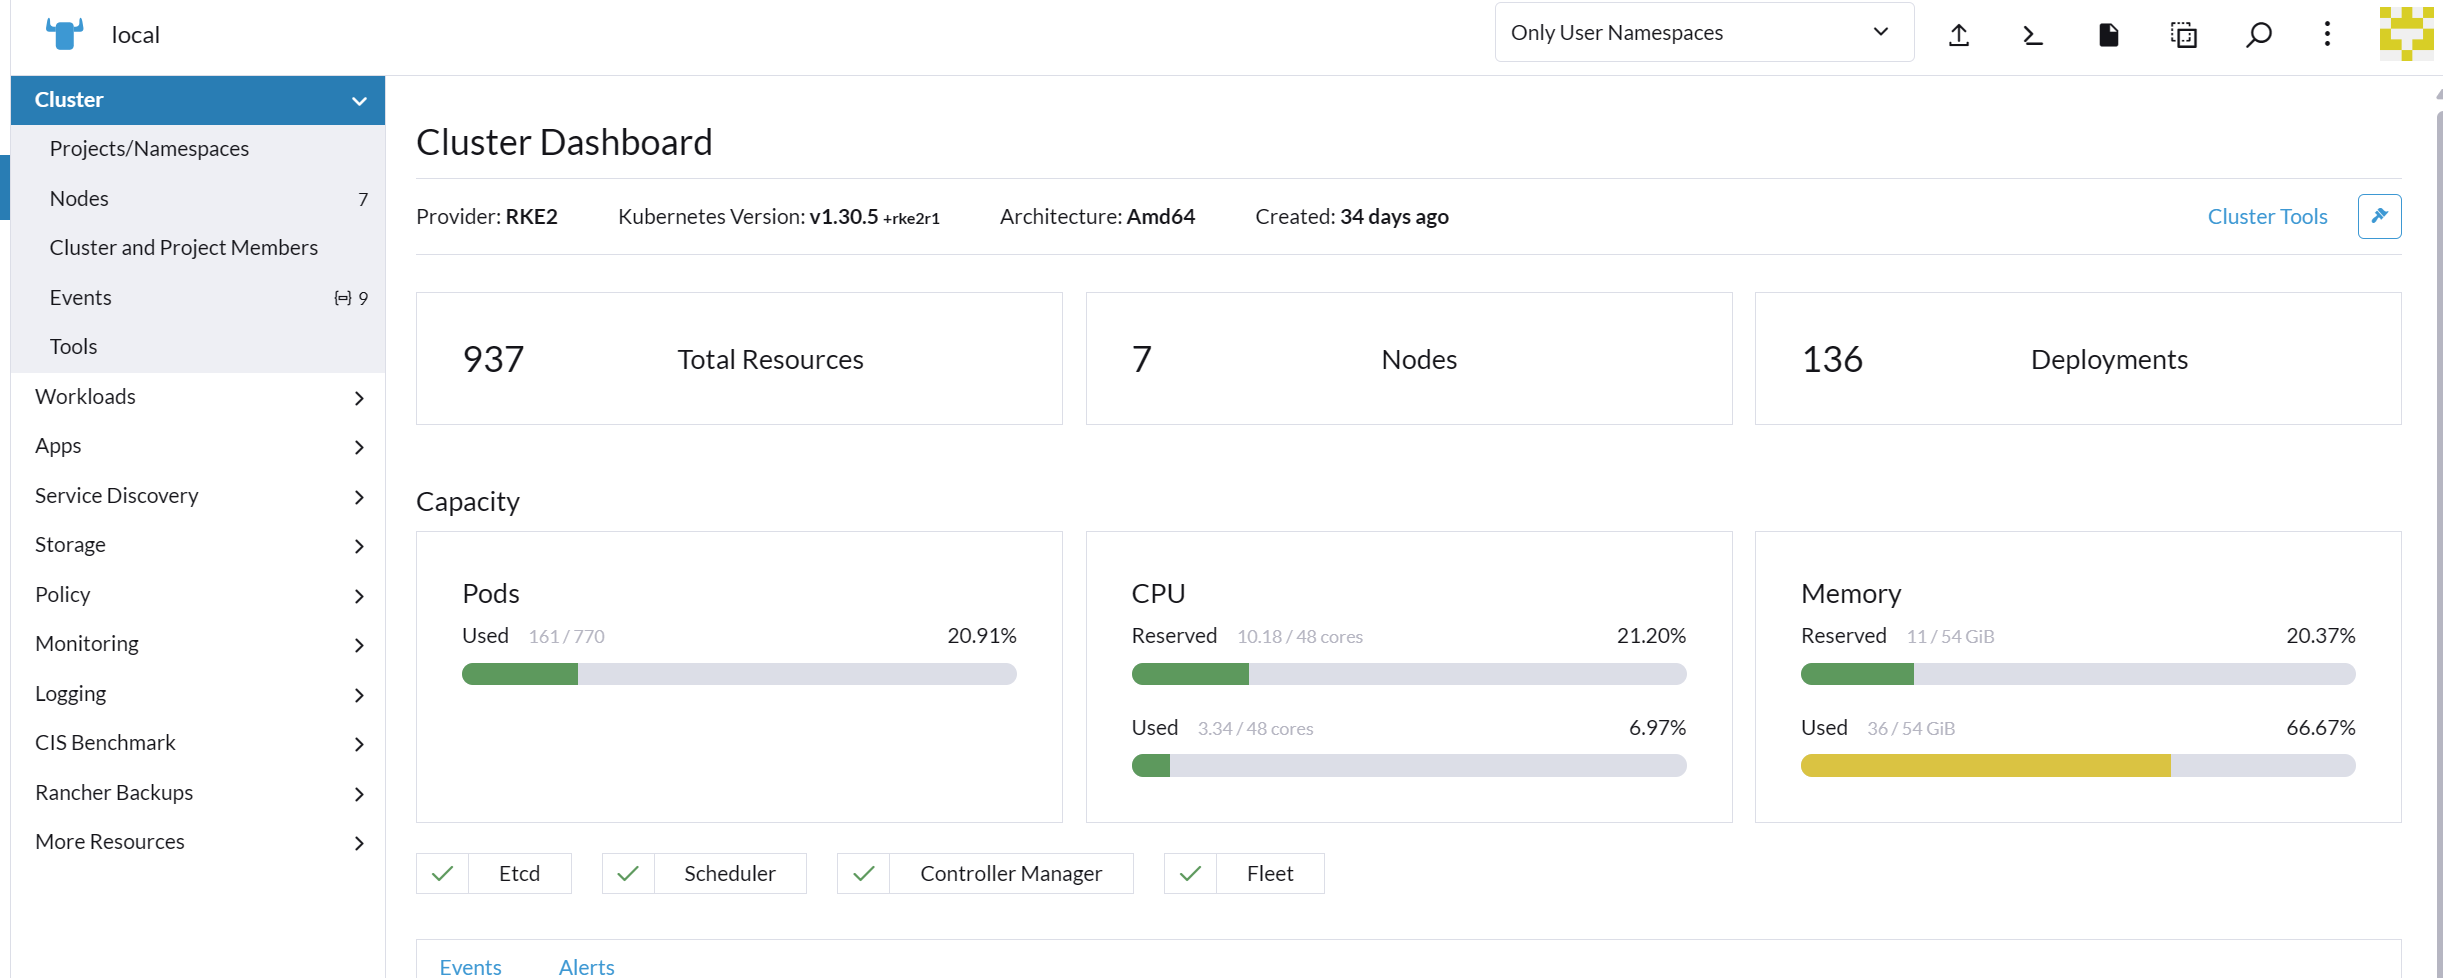 local
Only User Namespaces
Cluster
Projects/Namespaces
Nodes 7
Cluster and Project Members
Events 9
Tools
Workloads
Apps
Service Discovery
Storage
Policy
Monitoring
Logging
CIS Benchmark
Rancher Backups
More Resources
Cluster Dashboard
Provider: RKE2 Kubernetes Version: v1.30.5 +rke2r1 Architecture: Amd64 Created: 34 days ago Cluster Tools
937 Total Resources
7 Nodes
136 Deployments
Capacity
Pods
Used 161 / 770 20.91%
CPU
Reserved 10.18 / 48 cores 21.20%
Used 3.34 / 48 cores 6.97%
Memory
Reserved 11 / 54 GiB 20.37%
Used 36 / 54 GiB 66.67%
Etcd Scheduler Controller Manager Fleet
Events Alerts